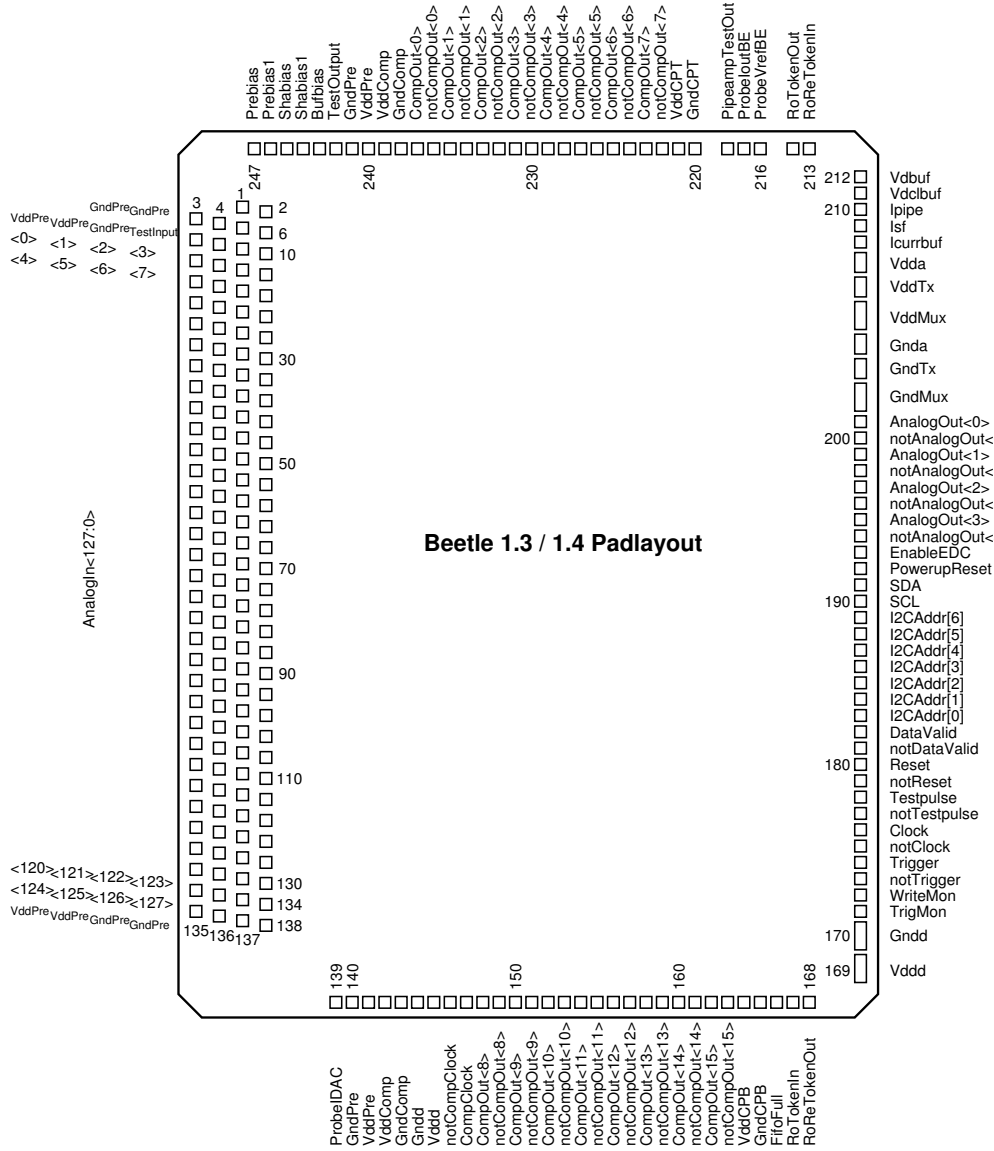 Prebias
Prebias1
Shabias
Shabias1
Bufbias
TestOutput
GndPre
VddPre
VddComp
GndComp
CompOut<0>
notCompOut<0>
CompOut<1>
notCompOut<1>
CompOut<2>
notCompOut<2>
CompOut<3>
notCompOut<3>
CompOut<4>
notCompOut<4>
CompOut<5>
notCompOut<5>
CompOut<6>
notCompOut<6>
CompOut<7>
notCompOut<7>
VddCPT
GndCPT
PipeampTestOut
ProbeIoutBE
ProbeVrefBE
RoTokenOut
RoReTokenIn
247
240
230
220
216
213
GndPre GndPre
VddPre VddPre GndPre TestInput
<0> <1> <2> <3>
<4> <5> <6> <7>
3 4 1 2
6
10
30
50
70
90
110
130
134
138
AnalogIn<127:0>
Beetle 1.3 / 1.4 Padlayout
<120> <121> <122> <123>
<124> <125> <126> <127>
VddPre VddPre GndPre GndPre
135 136 137
212 Vdbuf
Vdclbuf
210 Ipipe
Isf
Icurrbuf
Vdda
VddTx
VddMux
Gnda
GndTx
GndMux
AnalogOut<0>
200 notAnalogOut<
AnalogOut<1>
notAnalogOut<
AnalogOut<2>
notAnalogOut<
AnalogOut<3>
notAnalogOut<
EnableEDC
PowerupReset
SDA
190 SCL
I2CAddr[6]
I2CAddr[5]
I2CAddr[4]
I2CAddr[3]
I2CAddr[2]
I2CAddr[1]
I2CAddr[0]
DataValid
notDataValid
180 Reset
notReset
Testpulse
notTestpulse
Clock
notClock
Trigger
notTrigger
WriteMon
TrigMon
170 Gndd
169 Vddd
139
140
150
160
168
ProbeIDAC
GndPre
VddPre
VddComp
GndComp
Gndd
Vddd
notCompClock
CompClock
CompOut<8>
notCompOut<8>
CompOut<9>
notCompOut<9>
CompOut<10>
notCompOut<10>
CompOut<11>
notCompOut<11>
CompOut<12>
notCompOut<12>
CompOut<13>
notCompOut<13>
CompOut<14>
notCompOut<14>
CompOut<15>
notCompOut<15>
VddCPB
GndCPB
FifoFull
RoTokenIn
RoReTokenOut